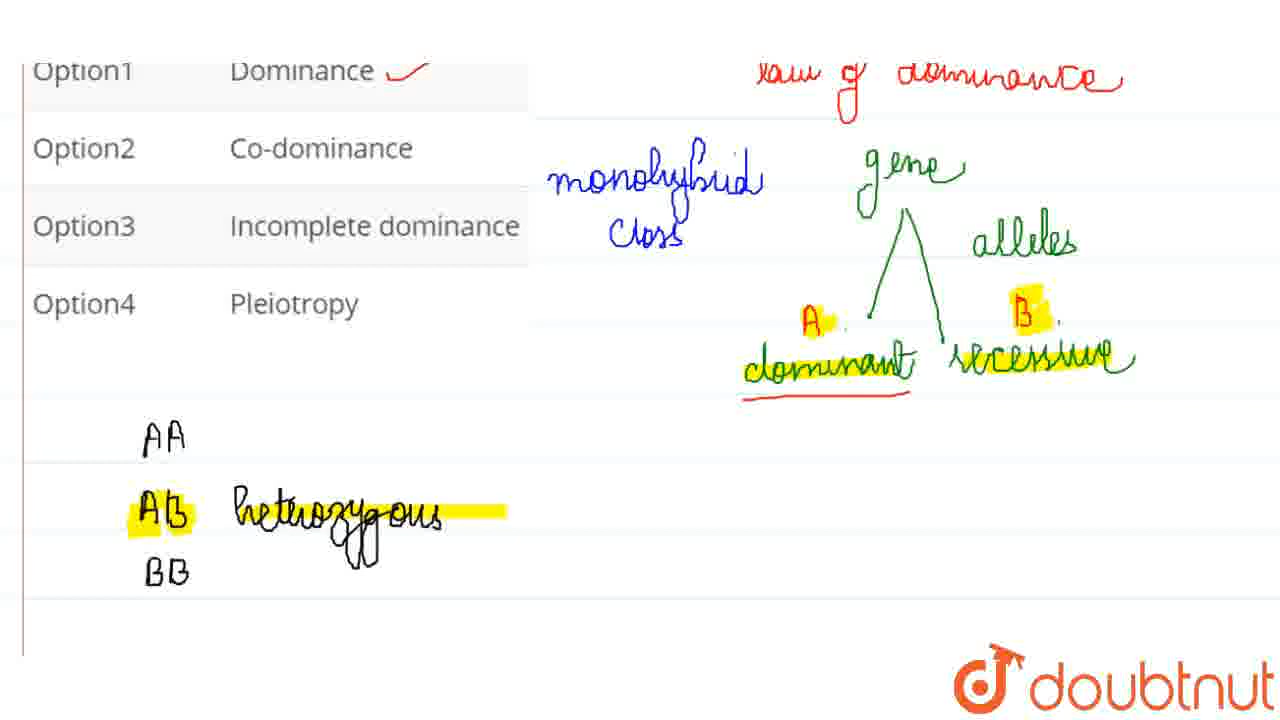 Option1 Dominance
law of dominance
Option2 Co-dominance
monohybrid
Cross
gene
alleles
Option3 Incomplete dominance
Option4 Pleiotropy
A
B
dominant
recessive
AA
AB heterozygous
BB
doubtnut